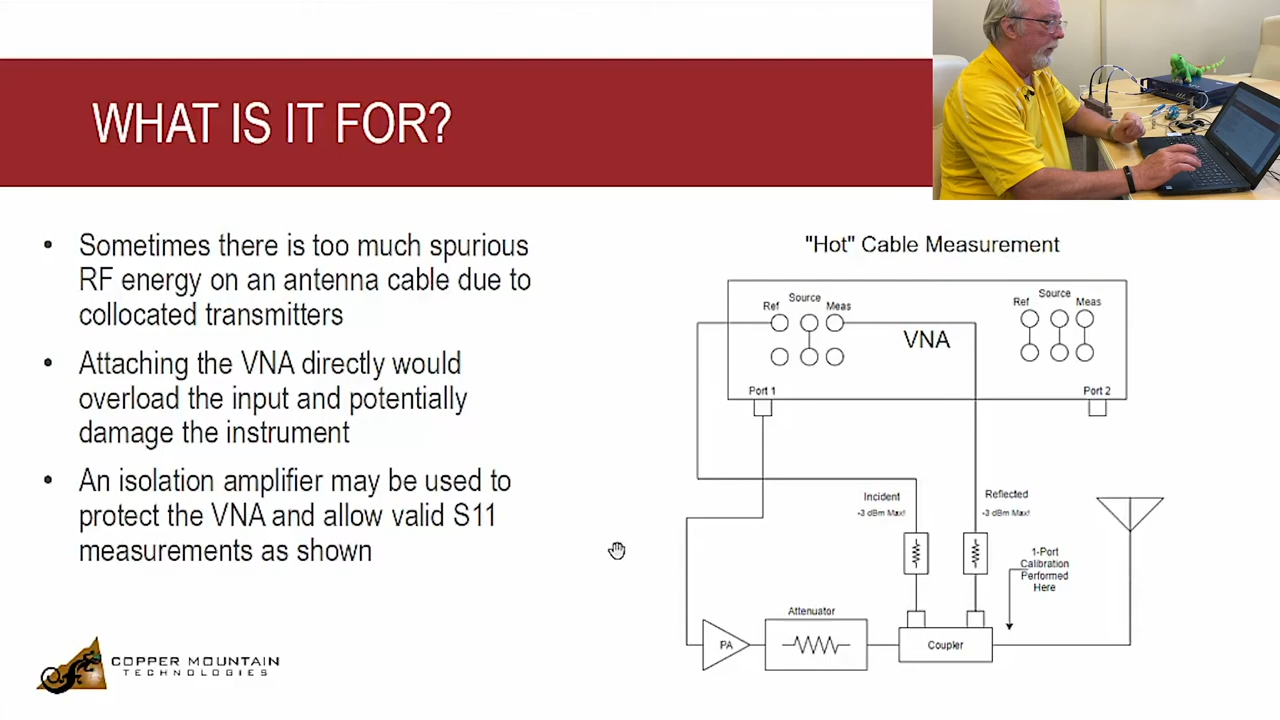 WHAT IS IT FOR?
• Sometimes there is too much spurious
RF energy on an antenna cable due to
collocated transmitters
• Attaching the VNA directly would
overload the input and potentially
damage the instrument
• An isolation amplifier may be used to
protect the VNA and allow valid S11
measurements as shown
COPPER MOUNTAIN
TECHNOLOGIES
"Hot" Cable Measurement
Ref Source Meas
Ref Source Meas
VNA
Port 1
Port 2
Incident
-3 dBm Max!
Reflected
-3 dBm Max!
1-Port
Calibration
Performed
Here
Attenuator
PA
Coupler